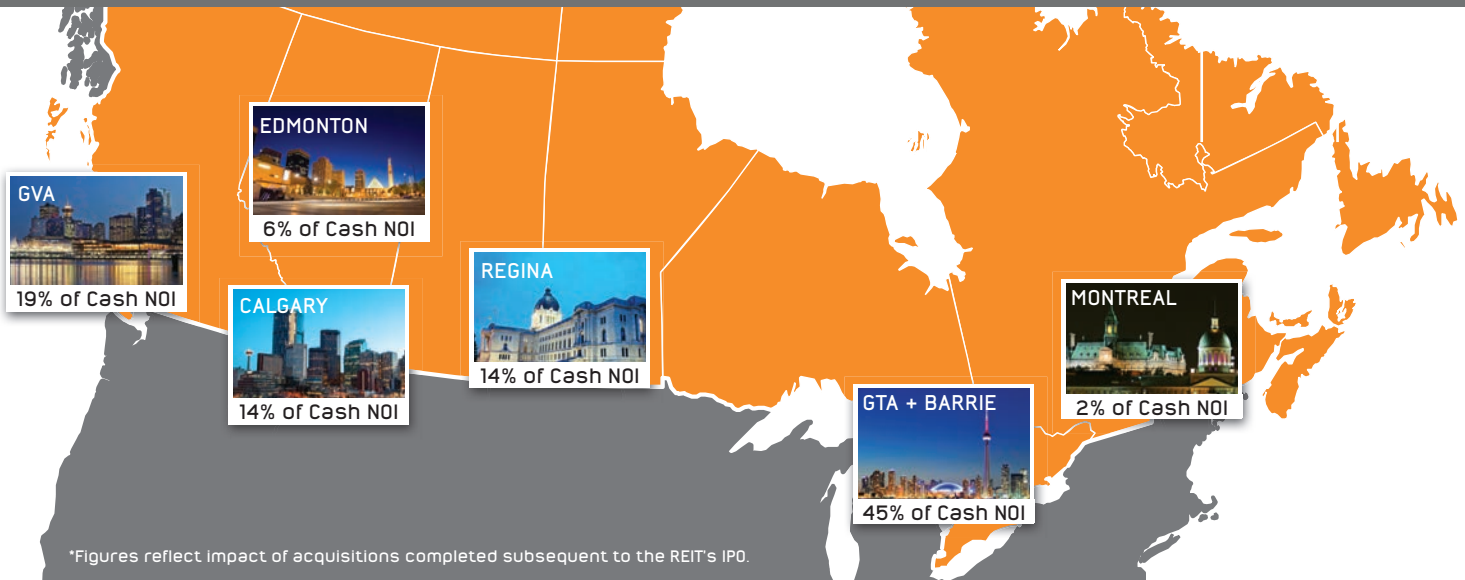 EDMONTON
6% of Cash NOI
GVA
19% of Cash NOI
CALGARY
14% of Cash NOI
REGINA
14% of Cash NOI
MONTREAL
2% of Cash NOI
GTA + BARRIE
45% of Cash NOI
*Figures reflect impact of acquisitions completed subsequent to the REIT's IPO.